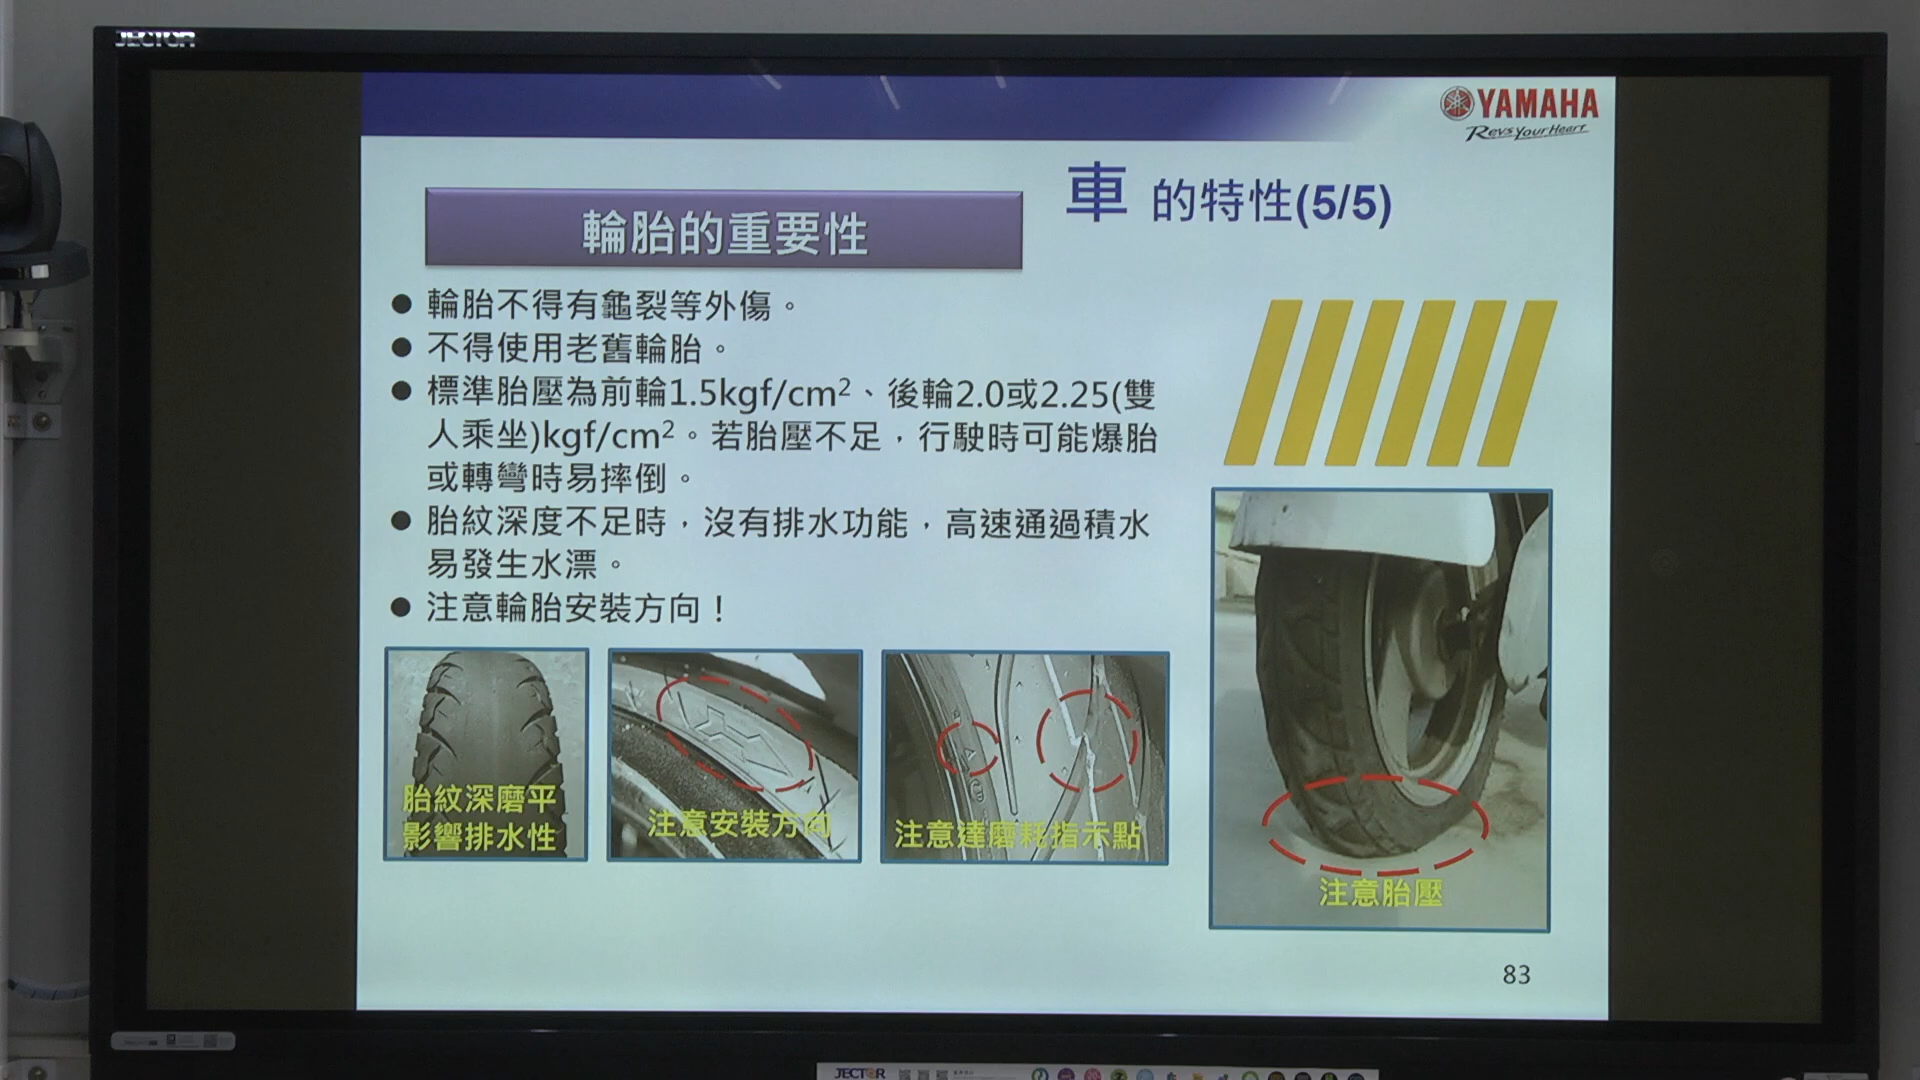 JECTOR
YAMAHA
Revs Your Heart
車 的特性(5/5)
輪胎的重要性
● 輪胎不得有龜裂等外傷。
● 不得使用老舊輪胎。
● 標準胎壓為前輪1.5kgf/cm²、後輪2.0或2.25(雙
人乘坐)kgf/cm²。若胎壓不足，行駛時可能爆胎
或轉彎時易摔倒。
● 胎紋深度不足時，沒有排水功能，高速通過積水
易發生水漂。
● 注意輪胎安裝方向！
胎紋深磨平
影響排水性
注意安裝方向
注意達磨耗指示點
注意胎壓
83
JECTOR